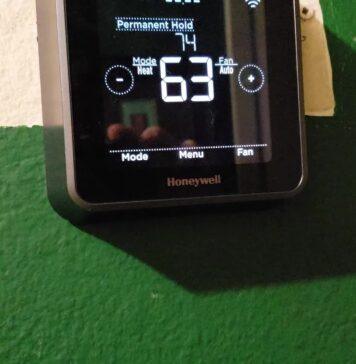 Permanent Hold
74
Mode Fan
Heat Auto
- 63 +
Mode Menu Fan
Honeywell